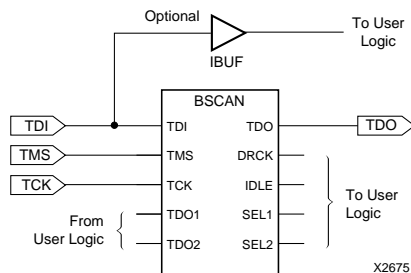 Optional
To User
Logic
IBUF
BSCAN
TDI
TDI
TDO
TDO
TMS
TMS
DRCK
TCK
TCK
IDLE
To User
Logic
From
User Logic
TDO1
SEL1
TDO2
SEL2
X2675